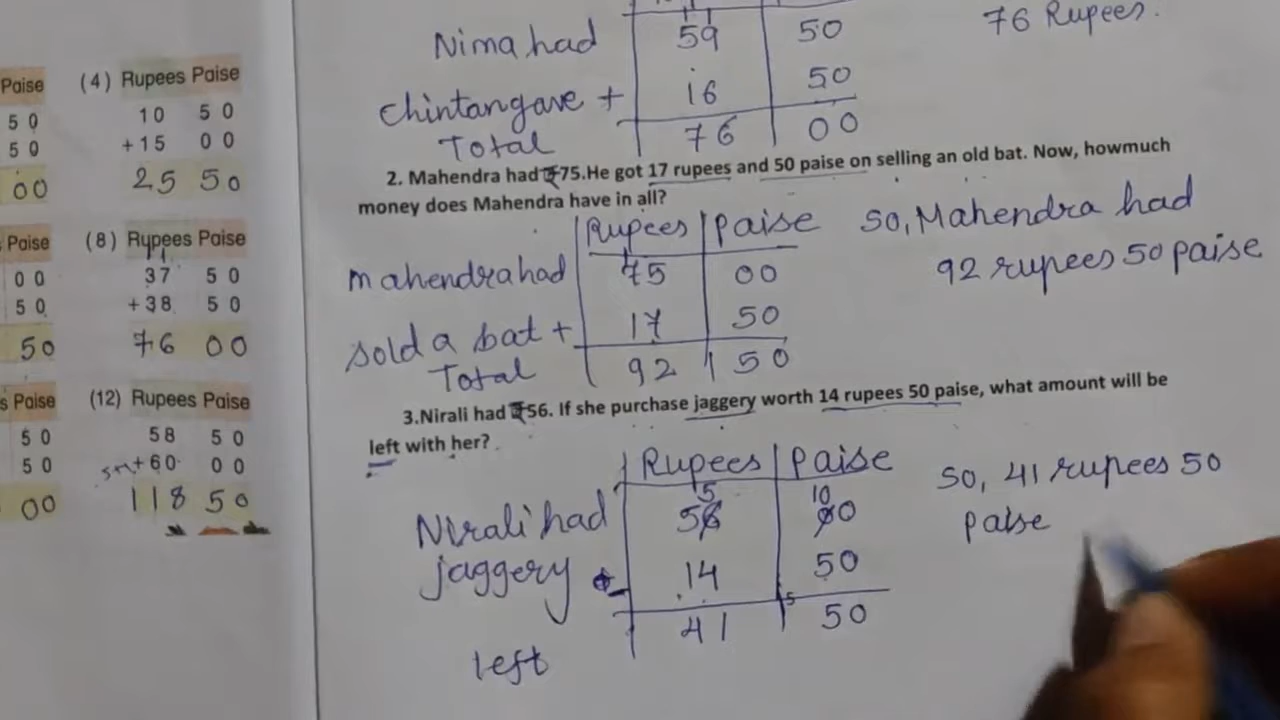 Paise
50
50
00
Paise
00
50
50
s Paise
50
50
00
(4) Rupees Paise
10 50
+15 00
25 50
(8) Rupees Paise
11
37 50
+38 50
76 00
(12) Rupees Paise
58 50
+60 00
118 50
Nima had 59 50
Chintangave + 16 50
Total 76 00
76 Rupees.
2. Mahendra had ₹75.He got 17 rupees and 50 paise on selling an old bat. Now, howmuch
money does Mahendra have in all?
Rupees Paise
1
mahendra had 75 00
sold a bat + 17 50
Total 92 50
SO, Mahendra had
92 rupees 50 paise
3.Nirali had ₹56. If she purchase jaggery worth 14 rupees 50 paise, what amount will be
left with her?
Rupees Paise
5 10
Nirali had 56 00
jaggery - 14 50
41 50
left
SO, 41 rupees 50
paise